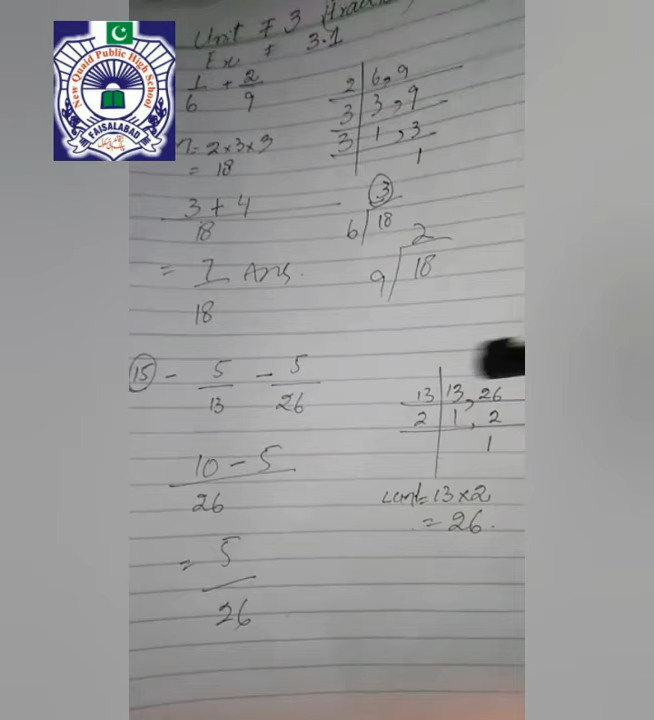 New Quaid Public High School
FAISALABAD
Unit # 3
Ex # 3.1
1/6 + 2/9
2 | 6, 9
3 | 3, 9
3 | 1, 3
1
= 2×3×3
= 18
3 + 4
18
3
6 18
2
9 18
= 7 Ans.
18
15 - 5/13 - 5/26
13 | 13, 26
2 | 1, 2
1
10 - 5
26
= 13×2
= 26.
= 5
26